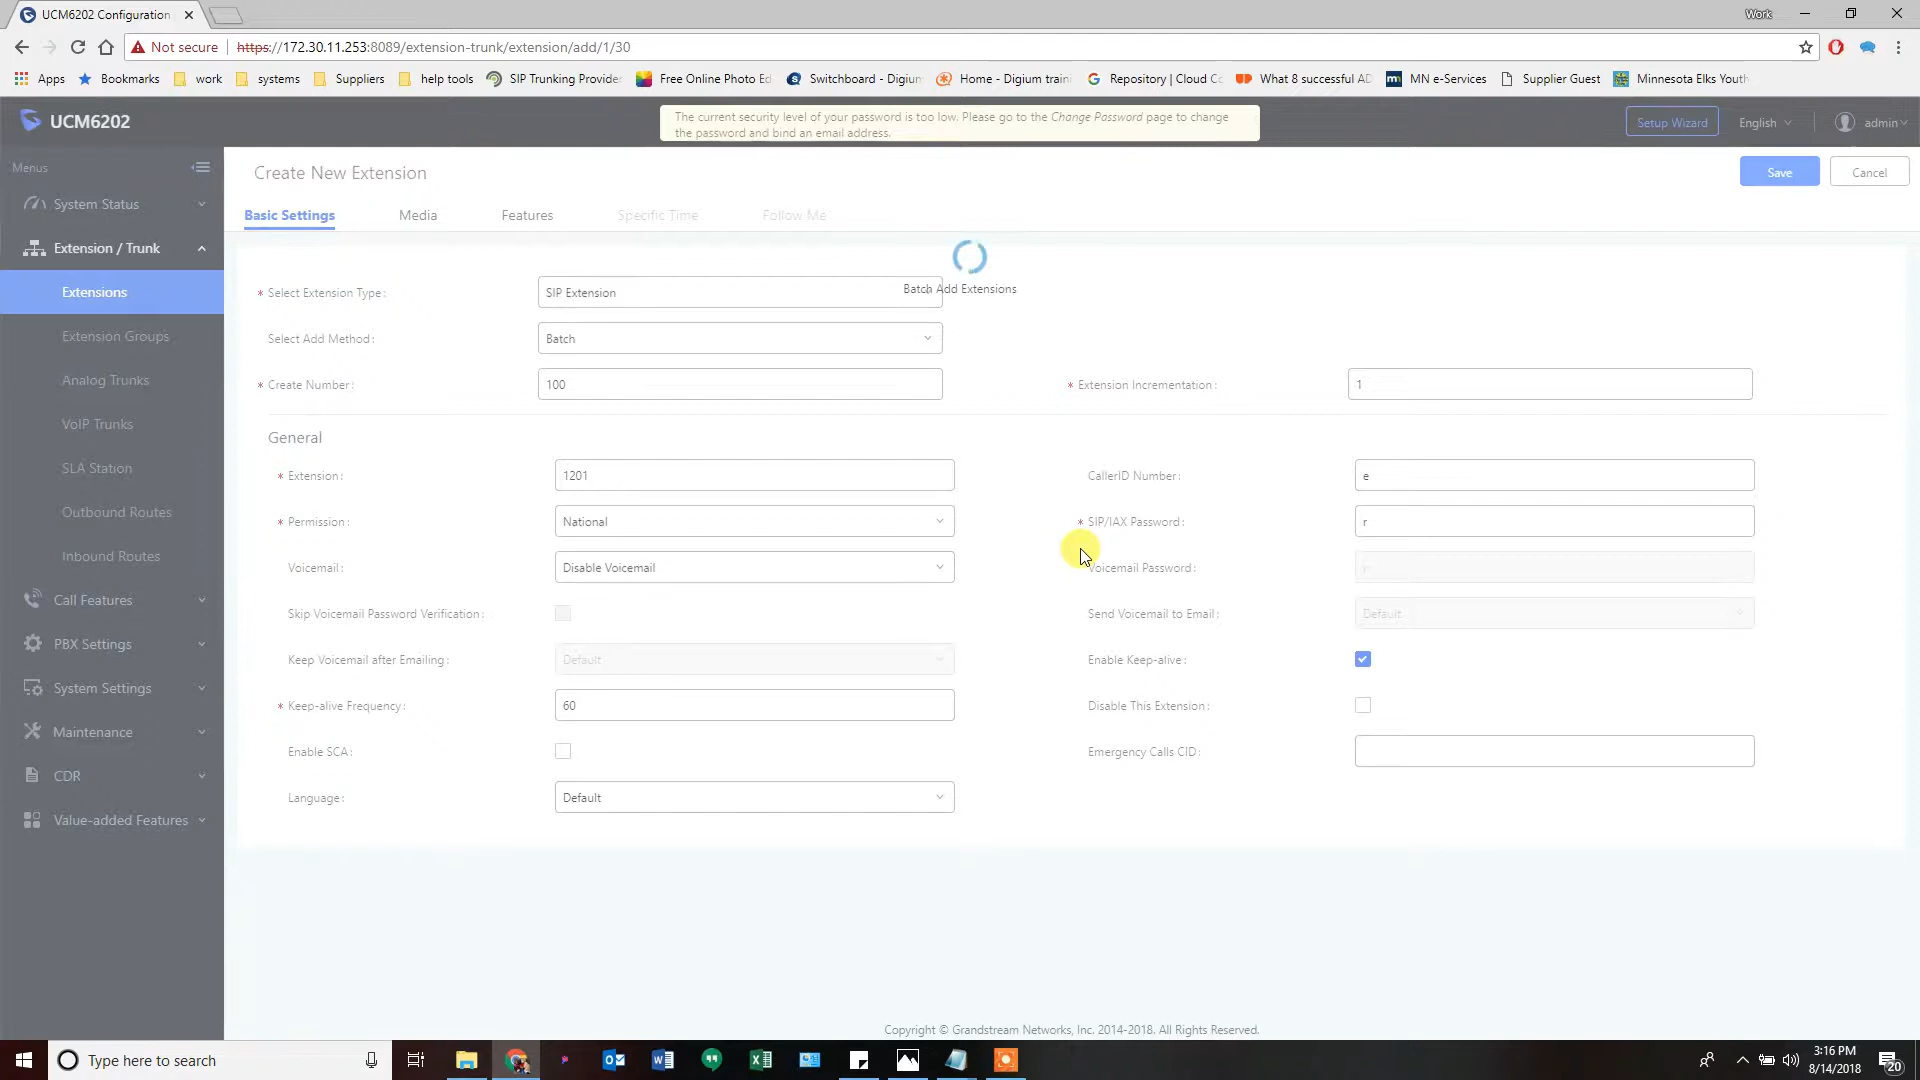 UCM6202 Configuration
Work
Not secure
https://172.30.11.253:8089/extension-trunk/extension/add/1/30
Apps
Bookmarks
work
systems
Suppliers
help tools
SIP Trunking Provide
Free Online Photo Ed
Switchboard - Digium
Home - Digium train
Repository | Cloud Co
What 8 successful AD
MN e-Services
Supplier Guest
Minnesota Elks Youth
UCM6202
The current security level of your password is too low. Please go to the Change Password page to change
the password and bind an email address.
Setup Wizard
English
admin
Menus
Create New Extension
Save
Cancel
System Status
Basic Settings
Media
Features
Specific Time
Follow Me
Extension / Trunk
Extensions
Extension Groups
Analog Trunks
VoIP Trunks
SLA Station
Outbound Routes
Inbound Routes
Call Features
PBX Settings
System Settings
Maintenance
CDR
Value-added Features
Batch Add Extensions
* Select Extension Type:
SIP Extension
Select Add Method:
Batch
* Create Number:
100
* Extension Incrementation:
1
General
* Extension:
1201
CallerID Number:
e
* Permission:
National
* SIP/IAX Password:
r
Voicemail:
Disable Voicemail
Voicemail Password:
Skip Voicemail Password Verification:
Send Voicemail to Email:
Default
Keep Voicemail after Emailing:
Default
Enable Keep-alive:
* Keep-alive Frequency:
60
Disable This Extension:
Enable SCA:
Emergency Calls CID:
Language:
Default
Copyright © Grandstream Networks, Inc. 2014-2018. All Rights Reserved.
Type here to search
3:16 PM
8/14/2018
20